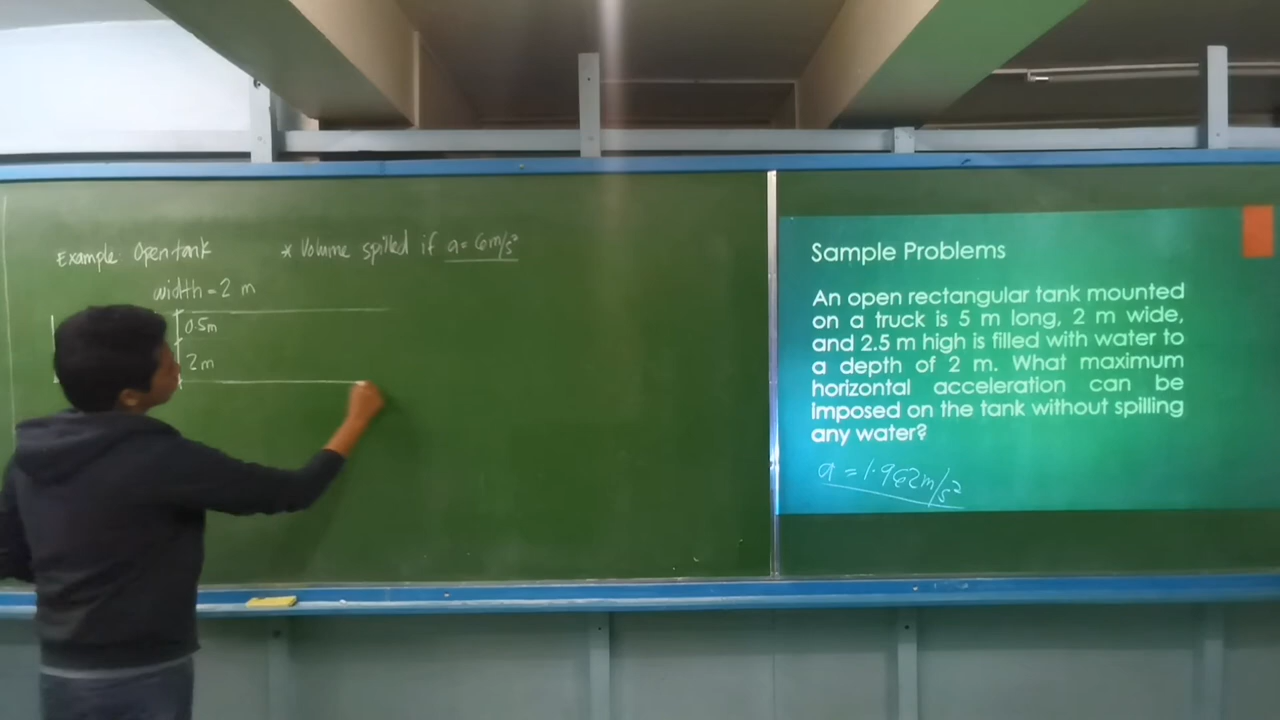 Example: Open tank
* Volume spilled if a = 6 m/s²
width = 2 m
0.5m
2m
Sample Problems
An open rectangular tank mounted
on a truck is 5 m long, 2 m wide,
and 2.5 m high is filled with water to
a depth of 2 m. What maximum
horizontal acceleration can be
imposed on the tank without spilling
any water?
a = 1.962 m/s²